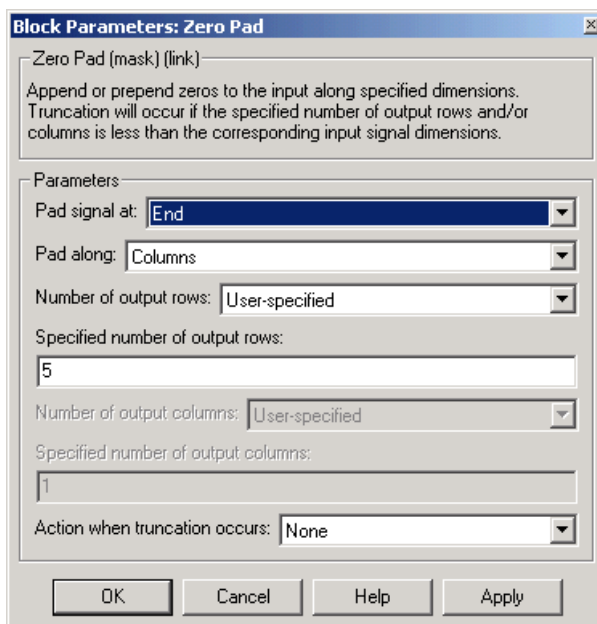 Block Parameters: Zero Pad
Zero Pad (mask) (link)
Append or prepend zeros to the input along specified dimensions.
Truncation will occur if the specified number of output rows and/or
columns is less than the corresponding input signal dimensions.
Parameters
Pad signal at: End
Pad along: Columns
Number of output rows: User-specified
Specified number of output rows:
5
Number of output columns: User-specified
Specified number of output columns:
1
Action when truncation occurs: None
OK Cancel Help Apply